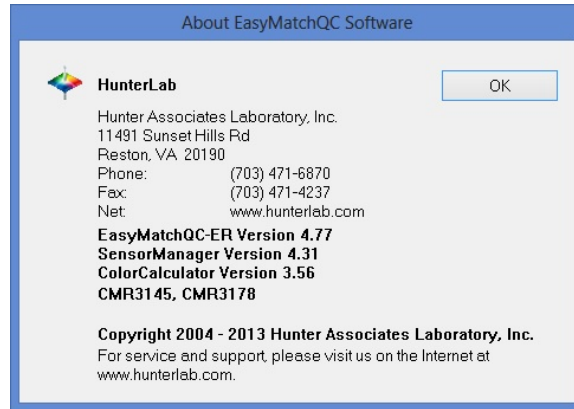 About EasyMatchQC Software
HunterLab
OK
Hunter Associates Laboratory, Inc.
11491 Sunset Hills Rd
Reston, VA 20190
Phone: (703) 471-6870
Fax: (703) 471-4237
Net: www.hunterlab.com
EasyMatchQC-ER Version 4.77
SensorManager Version 4.31
ColorCalculator Version 3.56
CMR3145, CMR3178
Copyright 2004 - 2013 Hunter Associates Laboratory, Inc.
For service and support, please visit us on the Internet at
www.hunterlab.com.